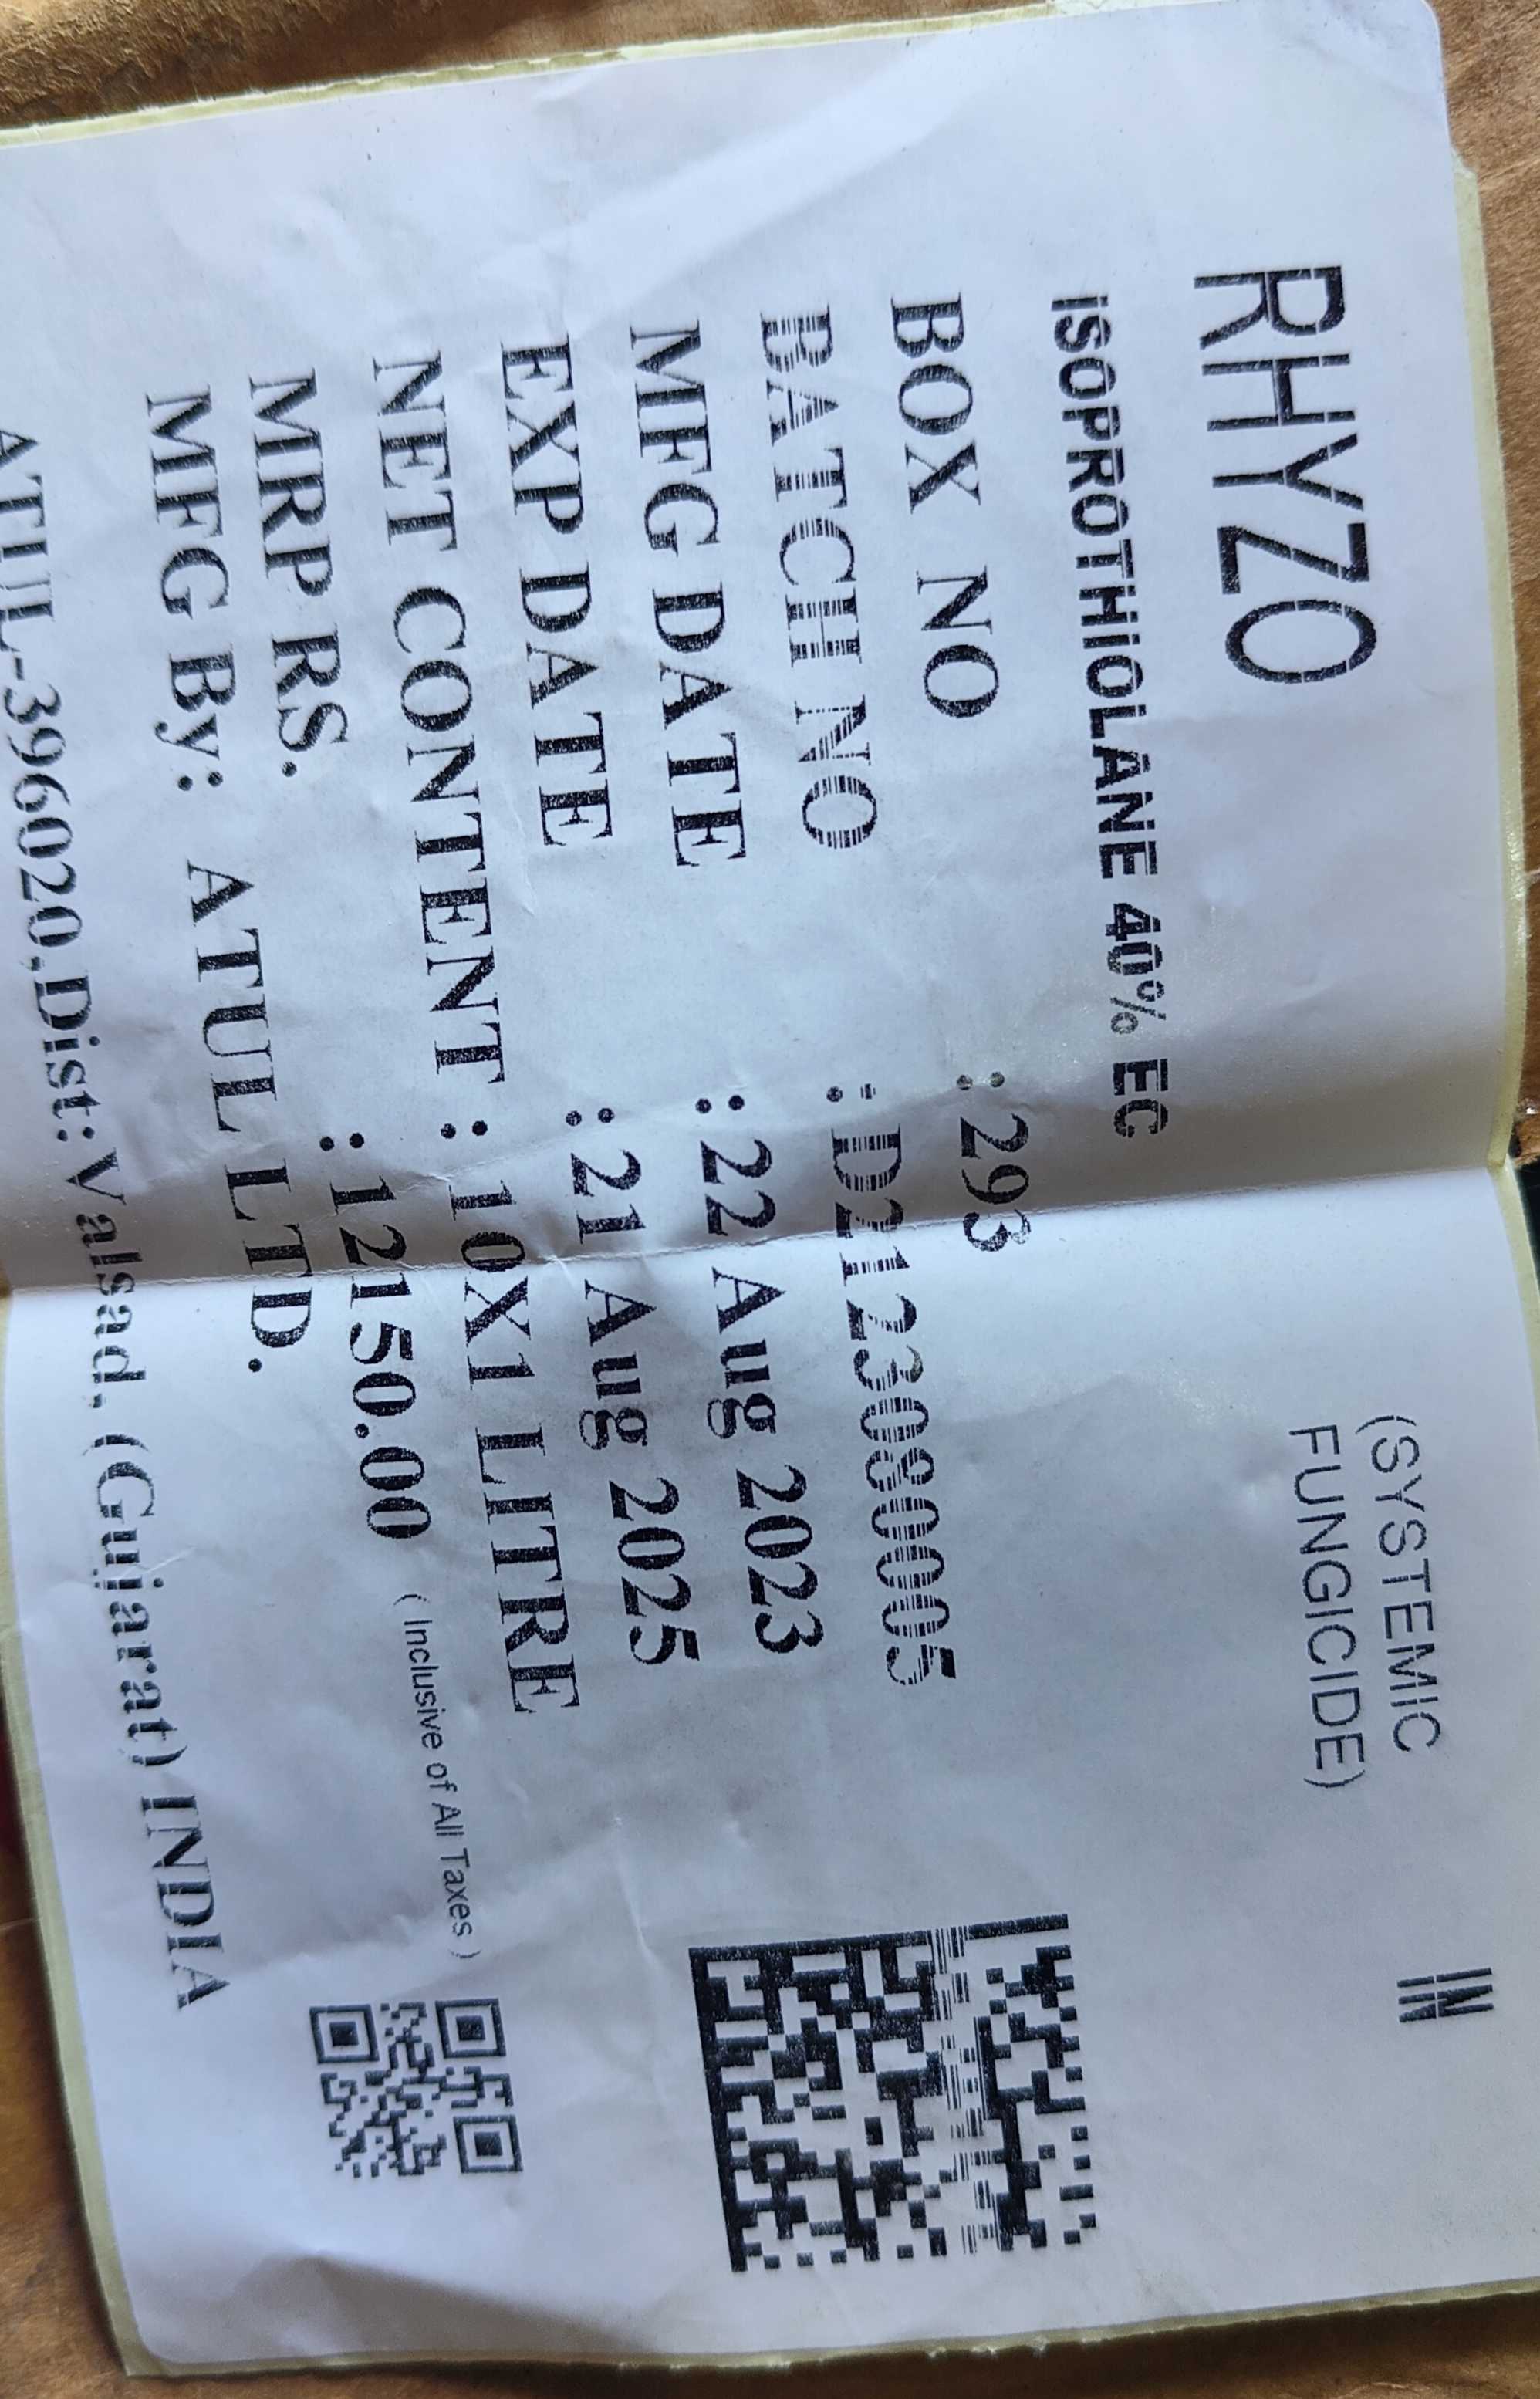 RHYZO
(SYSTEMIC
FUNGICIDE)
IN
ISOPROTHIOLANE 40% EC
BOX NO : 293
BATCH NO : D2123080005
MFG DATE : 22 Aug 2023
EXP DATE : 21 Aug 2025
NET CONTENT : 10X1 LITRE
MRP RS. : 12150.00 ( Inclusive of All Taxes )
MFG By: ATUL LTD.
ATUL-396020.Dist: Valsad. (Gujarat) INDIA